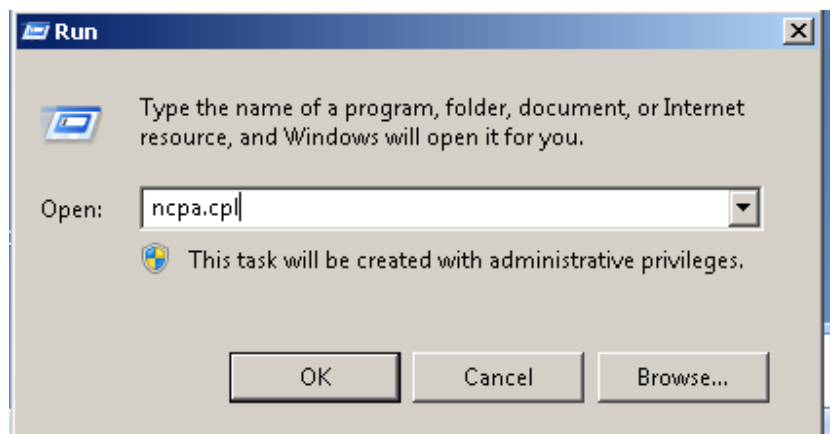 Run
Type the name of a program, folder, document, or Internet
resource, and Windows will open it for you.
Open: ncpa.cpl
This task will be created with administrative privileges.
OK Cancel Browse...